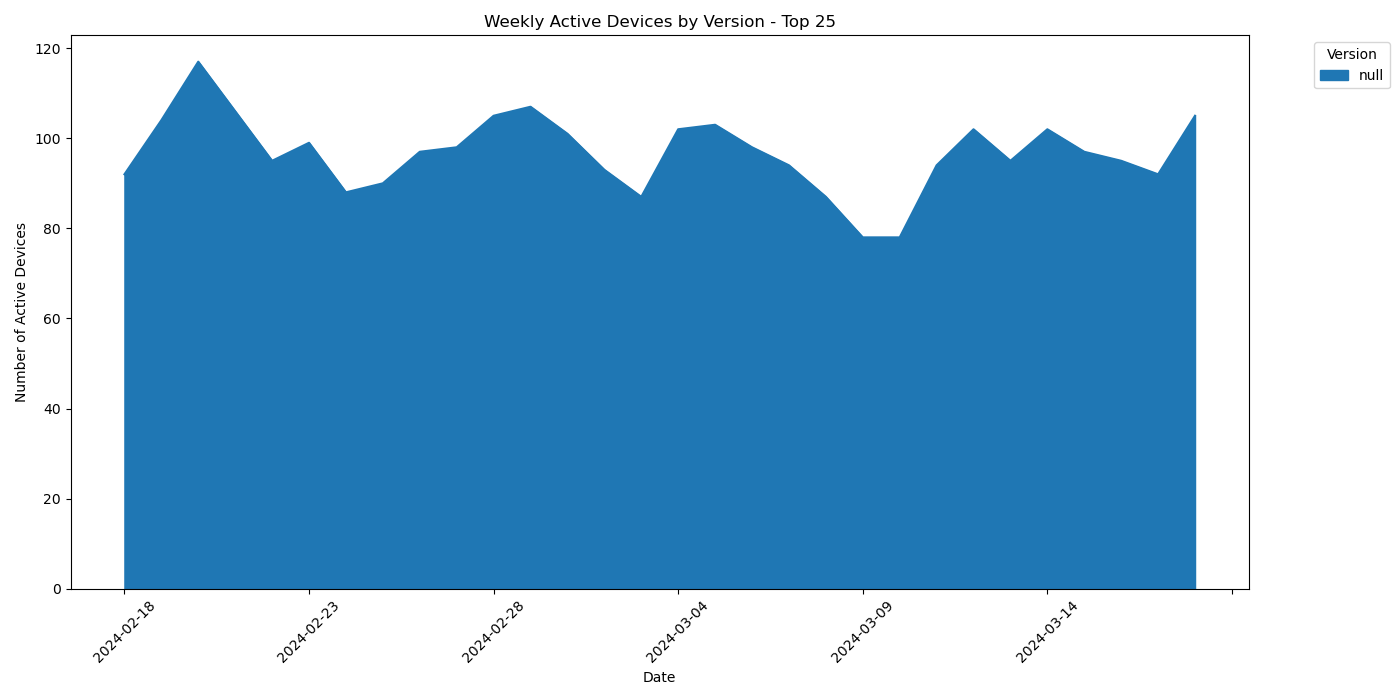 Weekly Active Devices by Version - Top 25
Version
null
Number of Active Devices
120
100
80
60
40
20
0
2024-02-18
2024-02-23
2024-02-28
2024-03-04
2024-03-09
2024-03-14
Date